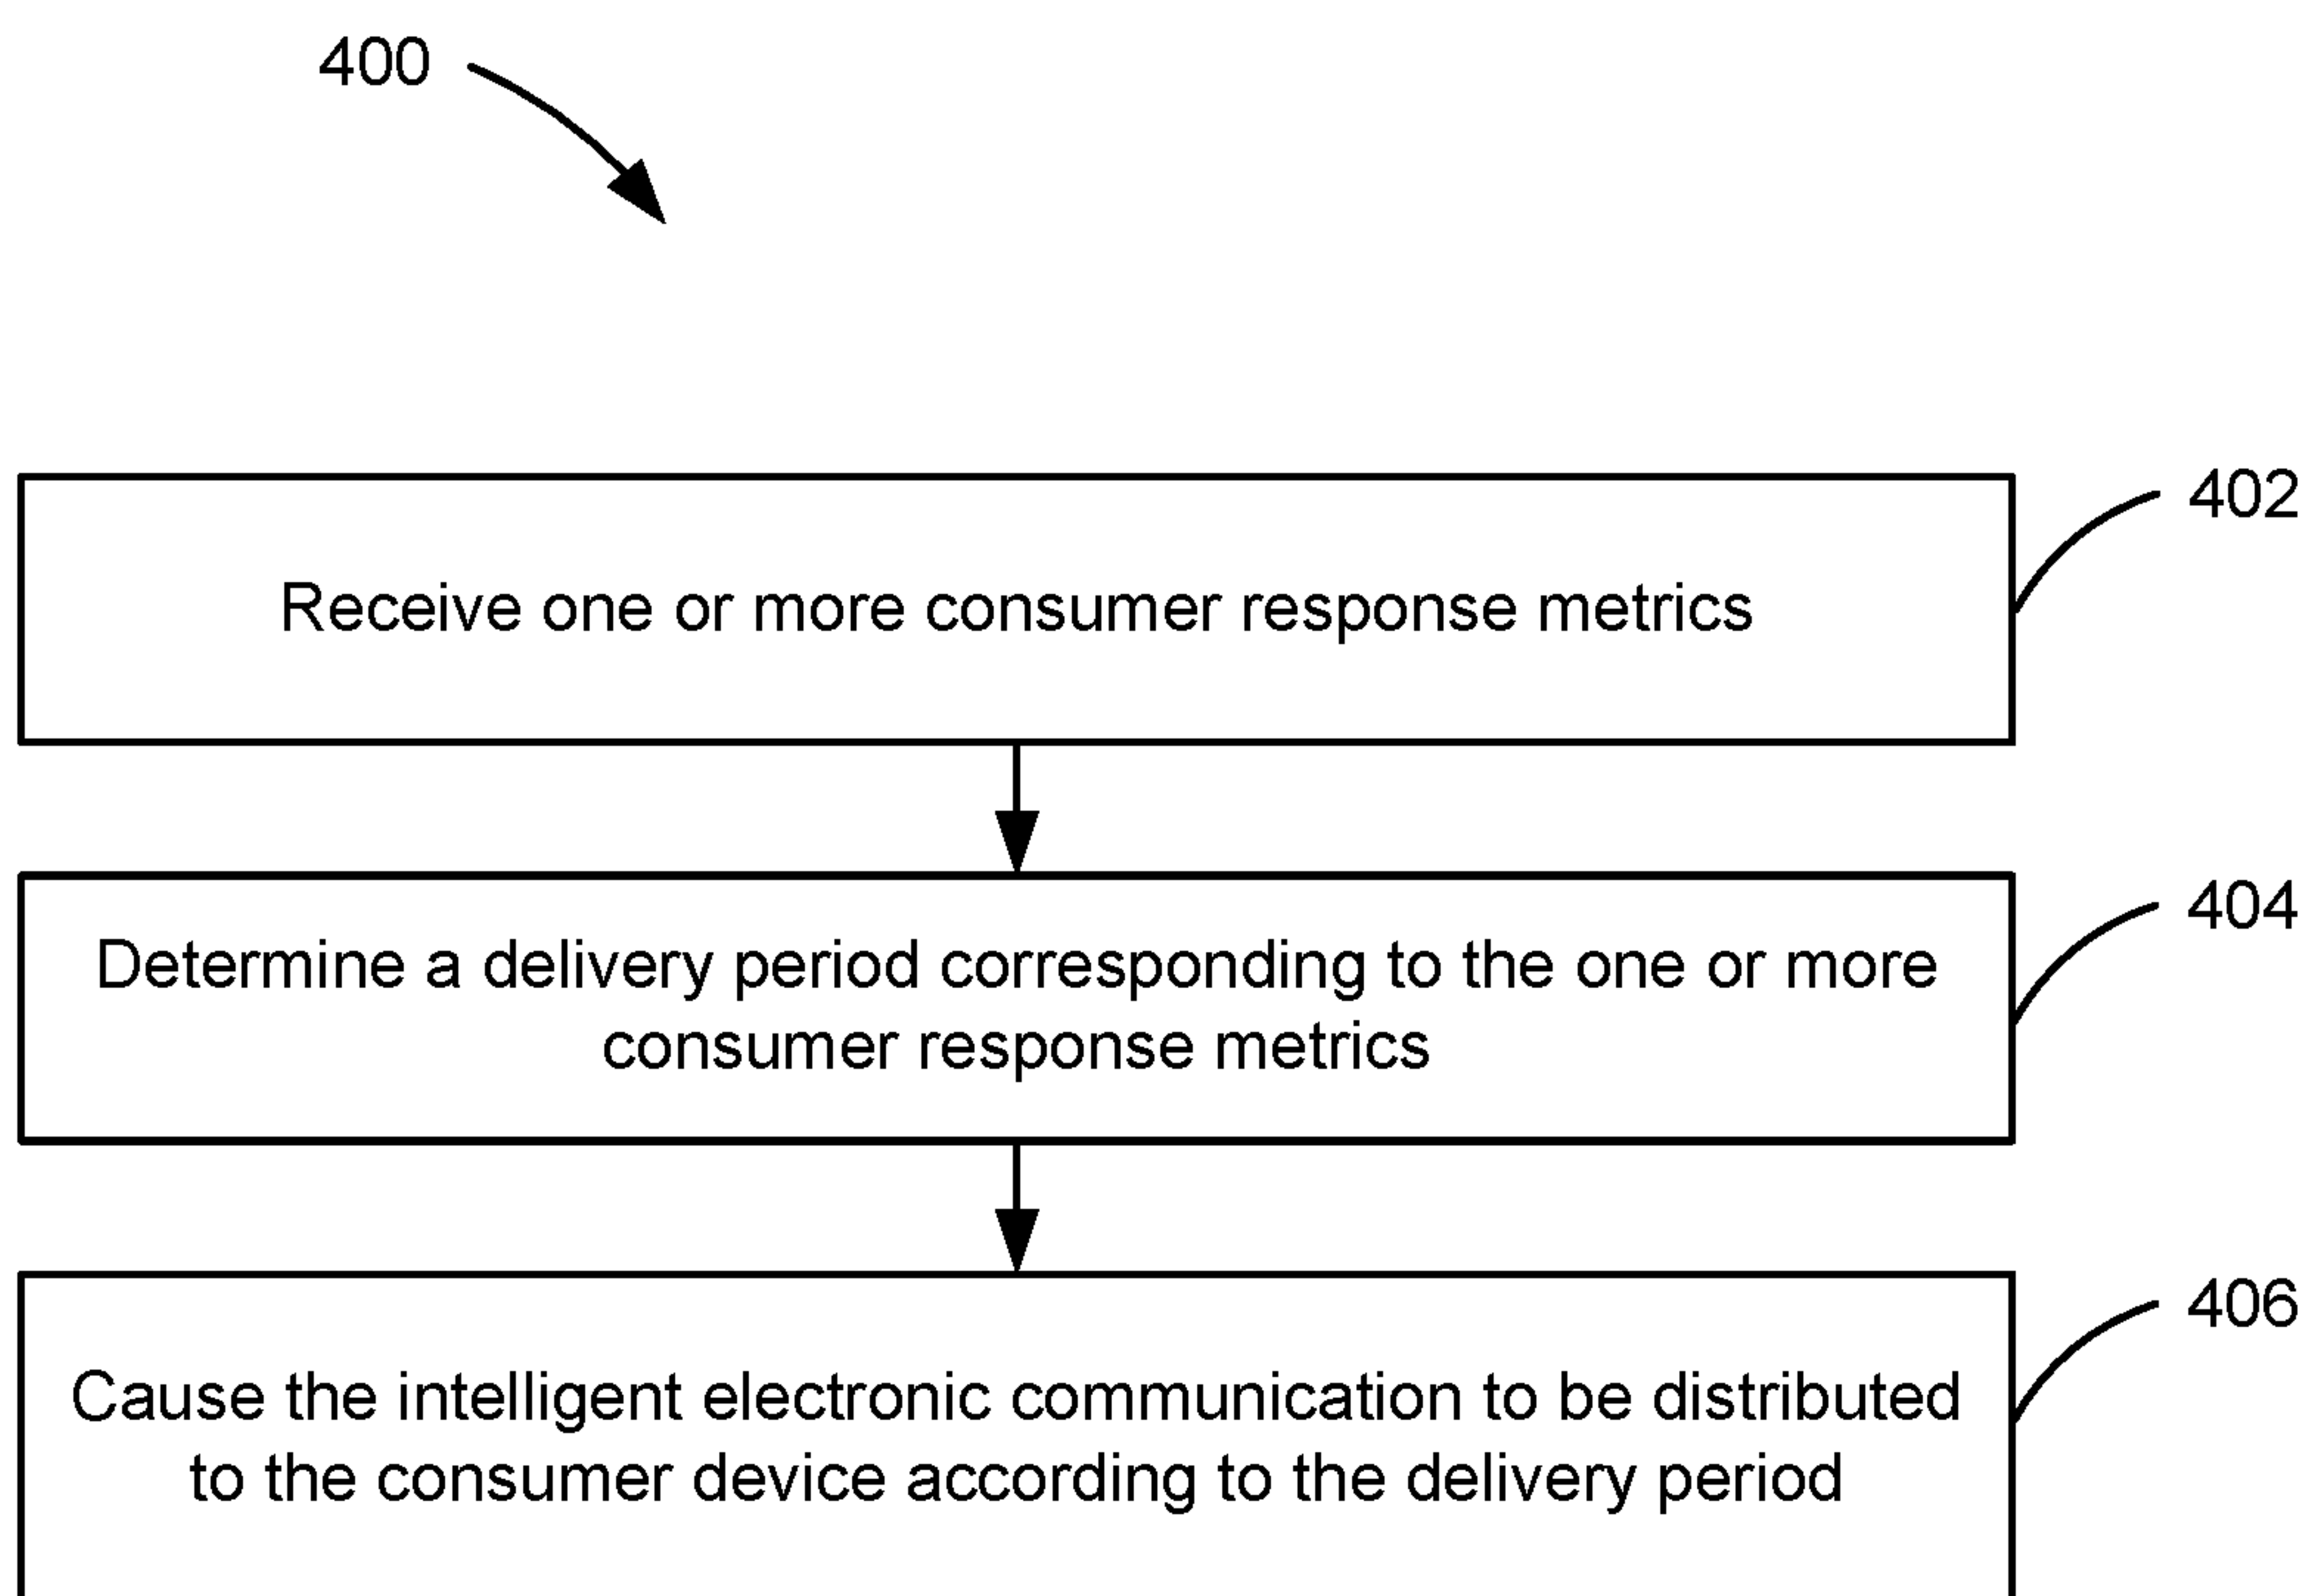 400
402
Receive one or more consumer response metrics
404
Determine a delivery period corresponding to the one or more
consumer response metrics
406
Cause the intelligent electronic communication to be distributed
to the consumer device according to the delivery period